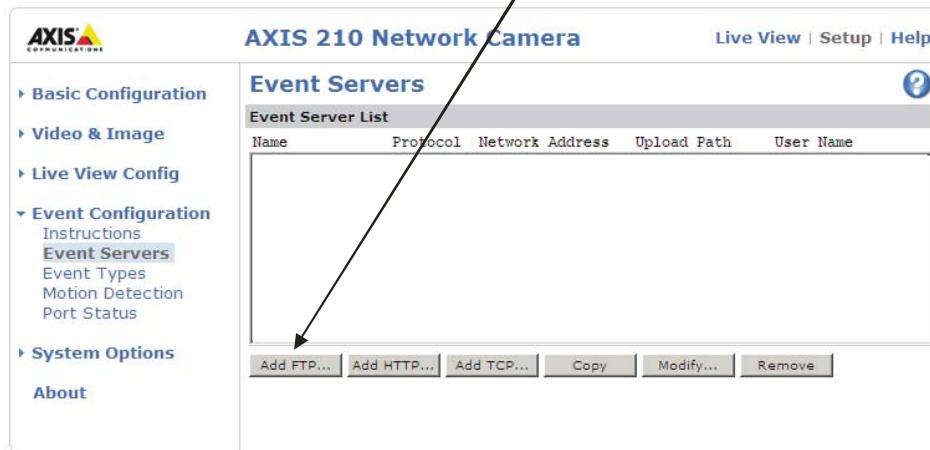 AXIS
COMMUNICATIONS
AXIS 210 Network Camera
Live View | Setup | Help
Basic Configuration
Video & Image
Live View Config
Event Configuration
Instructions
Event Servers
Event Types
Motion Detection
Port Status
System Options
About
Event Servers
?
Event Server List
Name Protocol Network Address Upload Path User Name
Add FTP... Add HTTP... Add TCP... Copy Modify... Remove